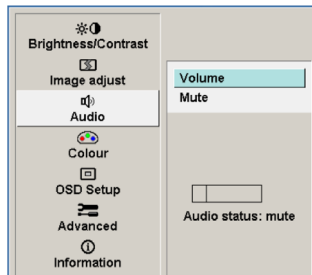 Brightness/Contrast
Image adjust
Audio
Colour
OSD Setup
Advanced
Information
Volume
Mute
Audio status: mute